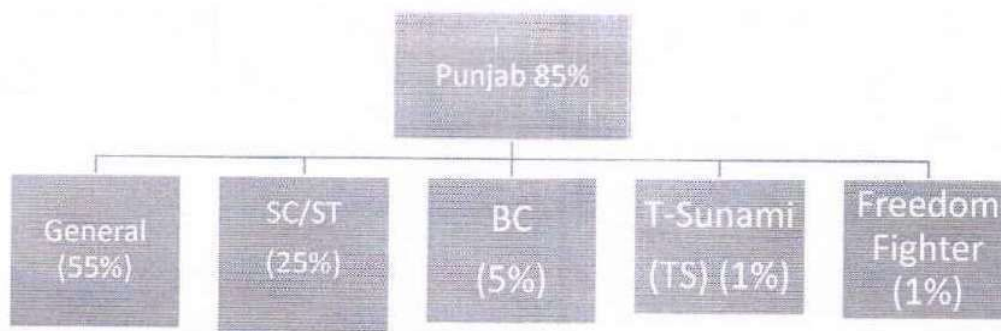 Punjab 85%
General
(55%)
SC/ST
(25%)
BC
(5%)
T-Sunami
(TS) (1%)
Freedom
Fighter
(1%)